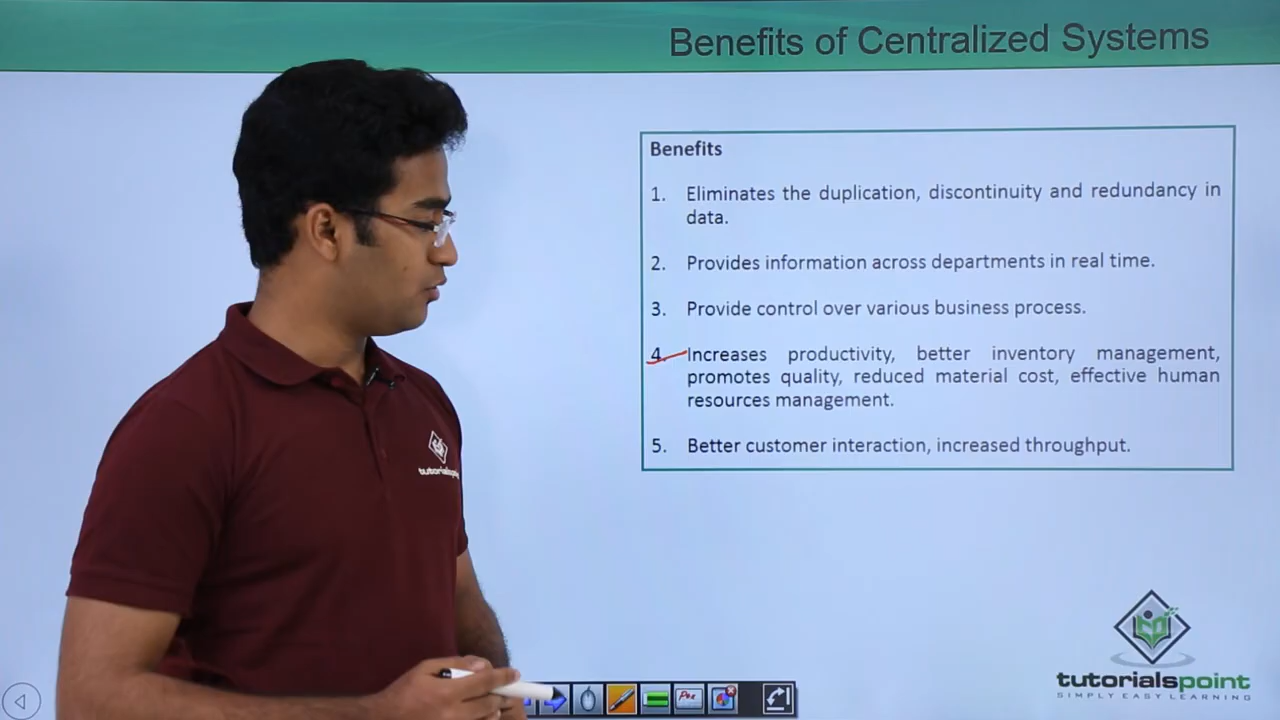 Benefits of Centralized Systems
Benefits
1. Eliminates the duplication, discontinuity and redundancy in
data.
2. Provides information across departments in real time.
3. Provide control over various business process.
4. Increases productivity, better inventory management,
promotes quality, reduced material cost, effective human
resources management.
5. Better customer interaction, increased throughput.
tutorialspoint
tutorialspoint
SIMPLY EASY LEARNING
Pen